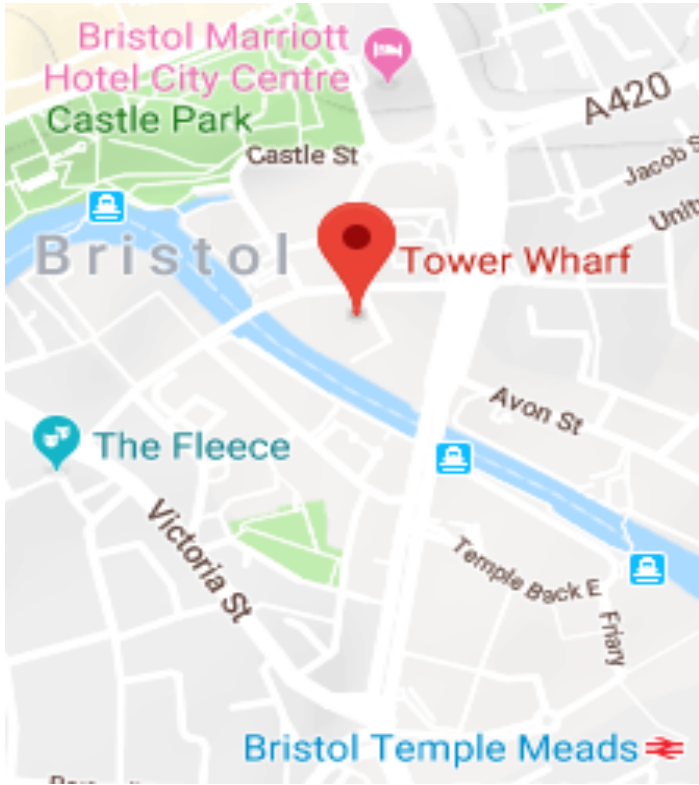 Bristol Marriott
Hotel City Centre
Castle Park
A420
Castle St
Jacob S
Unity
Bristol
Tower Wharf
Avon St
The Fleece
Victoria St
Temple Back E
Friary
Bristol Temple Meads